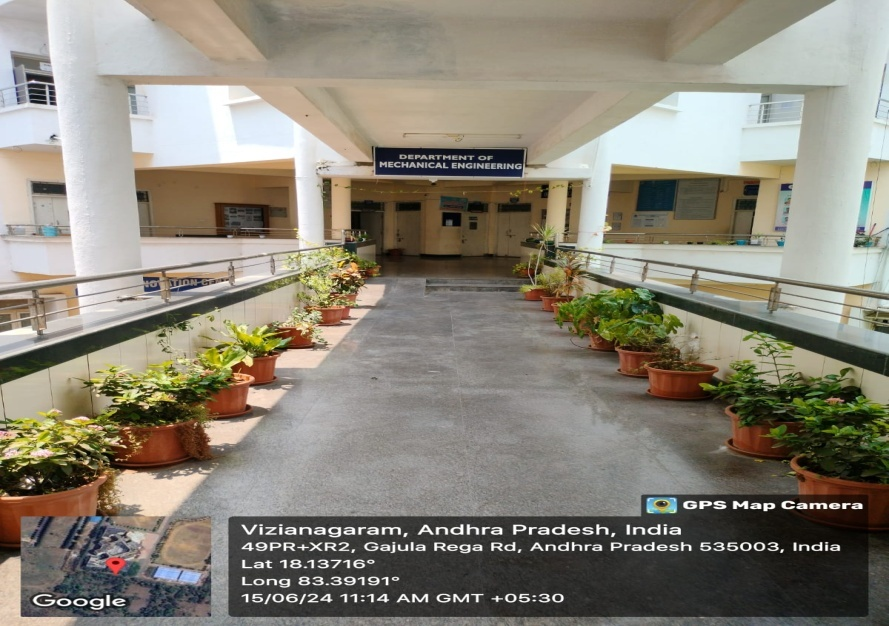 DEPARTMENT OF
MECHANICAL ENGINEERING
GPS Map Camera
Vizianagaram, Andhra Pradesh, India
49PR+XR2, Gajula Rega Rd, Andhra Pradesh 535003, India
Lat 18.13716°
Long 83.39191°
15/06/24 11:14 AM GMT +05:30
Google